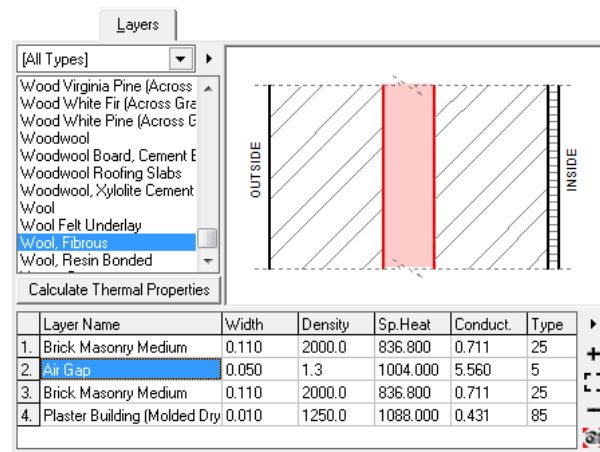 Layers
[All Types]
Wood Virginia Pine (Across
Wood White Fir (Across Gra
Wood White Pine (Across G
Woodwool
Woodwool Board, Cement B
Woodwool Roofing Slabs
Woodwool, Xylolite Cement
Wool
Wool Felt Underlay
Wool, Fibrous
Wool, Resin Bonded
Calculate Thermal Properties
OUTSIDE
INSIDE
Layer Name Width Density Sp.Heat Conduct. Type
1. Brick Masonry Medium 0.110 2000.0 836.800 0.711 25
2. Air Gap 0.050 1.3 1004.000 5.560 5
3. Brick Masonry Medium 0.110 2000.0 836.800 0.711 25
4. Plaster Building (Molded Dry 0.010 1250.0 1088.000 0.431 85